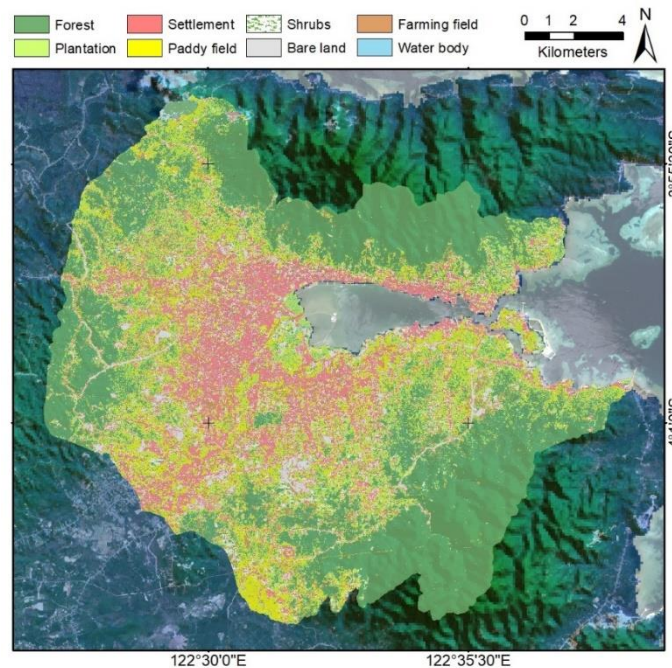 N
Forest Settlement Shrubs Farming field 0 1 2 4
Plantation Paddy field Bare land Water body Kilometers
122°30'0"E 122°35'30"E